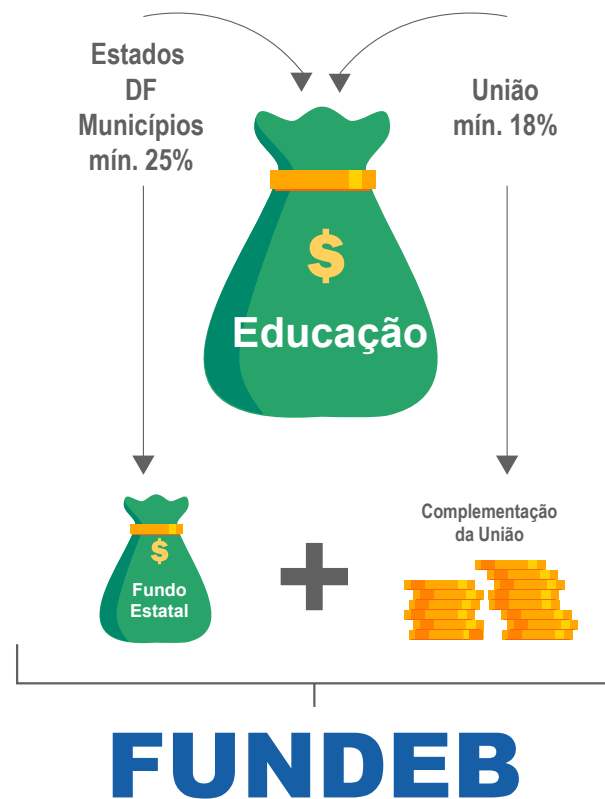 Estados
DF
Municípios
mín. 25%
União
mín. 18%
$
Educação
$
Fundo
Estatal
+
Complementação
da União
FUNDEB